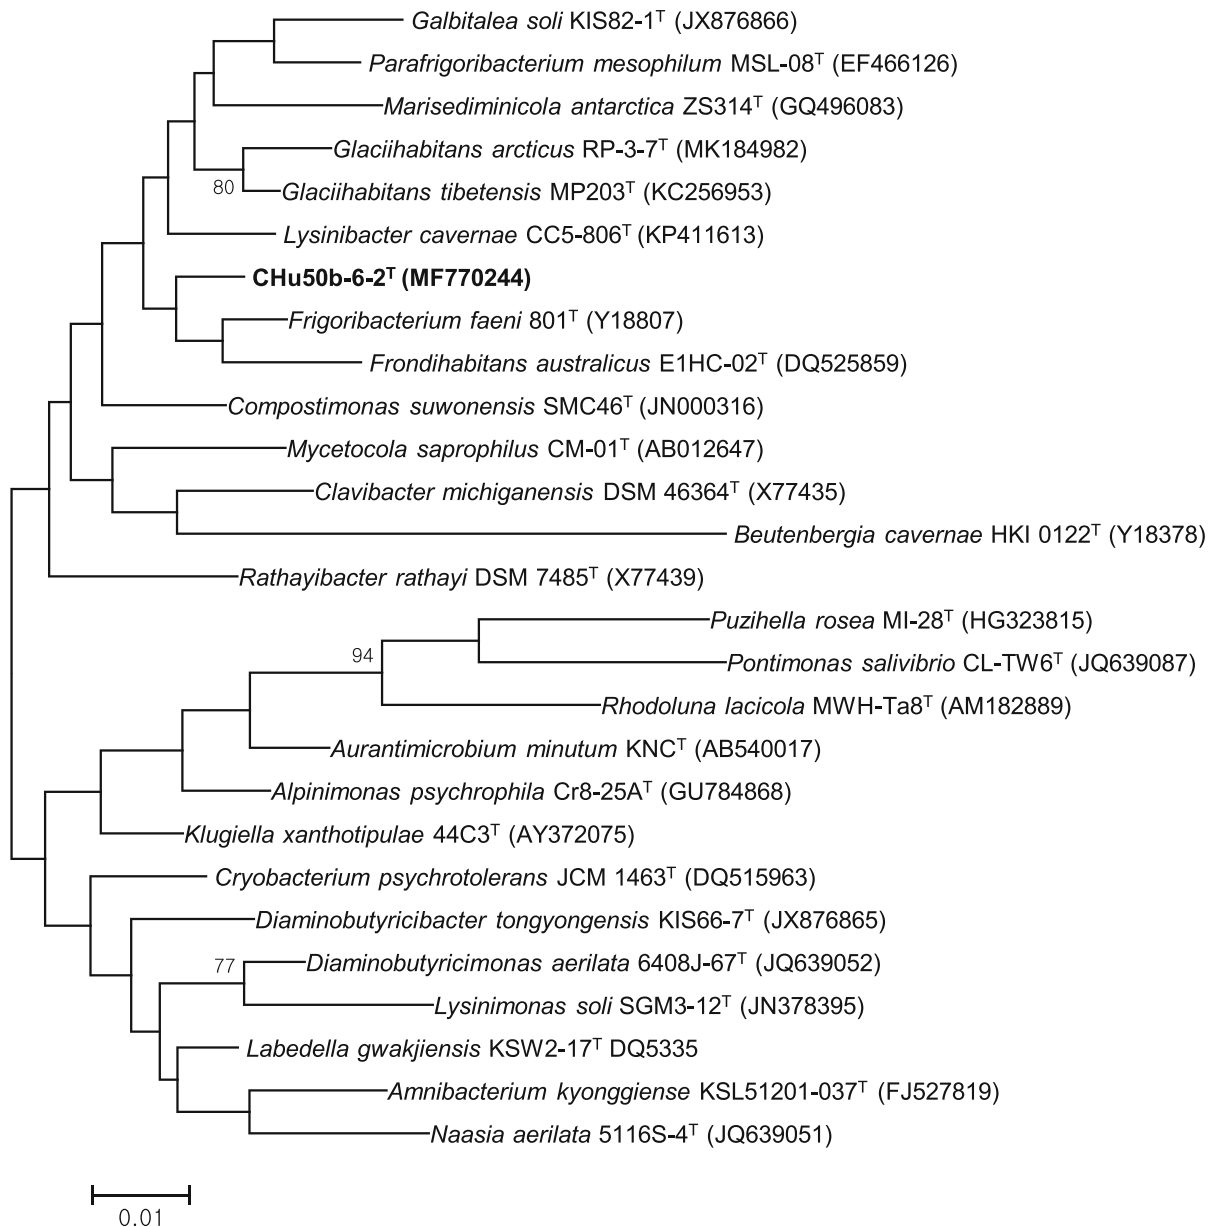 Galbitalea soli KIS82-1ᵀ (JX876866)
Parafrigoribacterium mesophilum MSL-08ᵀ (EF466126)
Marisediminicola antarctica ZS314ᵀ (GQ496083)
Glaciihabitans arcticus RP-3-7ᵀ (MK184982)
80
Glaciihabitans tibetensis MP203ᵀ (KC256953)
Lysinibacter cavernae CC5-806ᵀ (KP411613)
CHu50b-6-2ᵀ (MF770244)
Frigoribacterium faeni 801ᵀ (Y18807)
Frondihabitans australicus E1HC-02ᵀ (DQ525859)
Compostimonas suwonensis SMC46ᵀ (JN000316)
Mycetocola saprophilus CM-01ᵀ (AB012647)
Clavibacter michiganensis DSM 46364ᵀ (X77435)
Beutenbergia cavernae HKI 0122ᵀ (Y18378)
Rathayibacter rathayi DSM 7485ᵀ (X77439)
Puzihella rosea MI-28ᵀ (HG323815)
94
Pontimonas salivibrio CL-TW6ᵀ (JQ639087)
Rhodoluna lacicola MWH-Ta8ᵀ (AM182889)
Aurantimicrobium minutum KNCᵀ (AB540017)
Alpinimonas psychrophila Cr8-25Aᵀ (GU784868)
Klugiella xanthotipulae 44C3ᵀ (AY372075)
Cryobacterium psychrotolerans JCM 1463ᵀ (DQ515963)
Diaminobutyricibacter tongyongensis KIS66-7ᵀ (JX876865)
77
Diaminobutyricimonas aerilata 6408J-67ᵀ (JQ639052)
Lysinimonas soli SGM3-12ᵀ (JN378395)
Labedella gwakjiensis KSW2-17ᵀ DQ5335
Amnibacterium kyonggiense KSL51201-037ᵀ (FJ527819)
Naasia aerilata 5116S-4ᵀ (JQ639051)
0.01